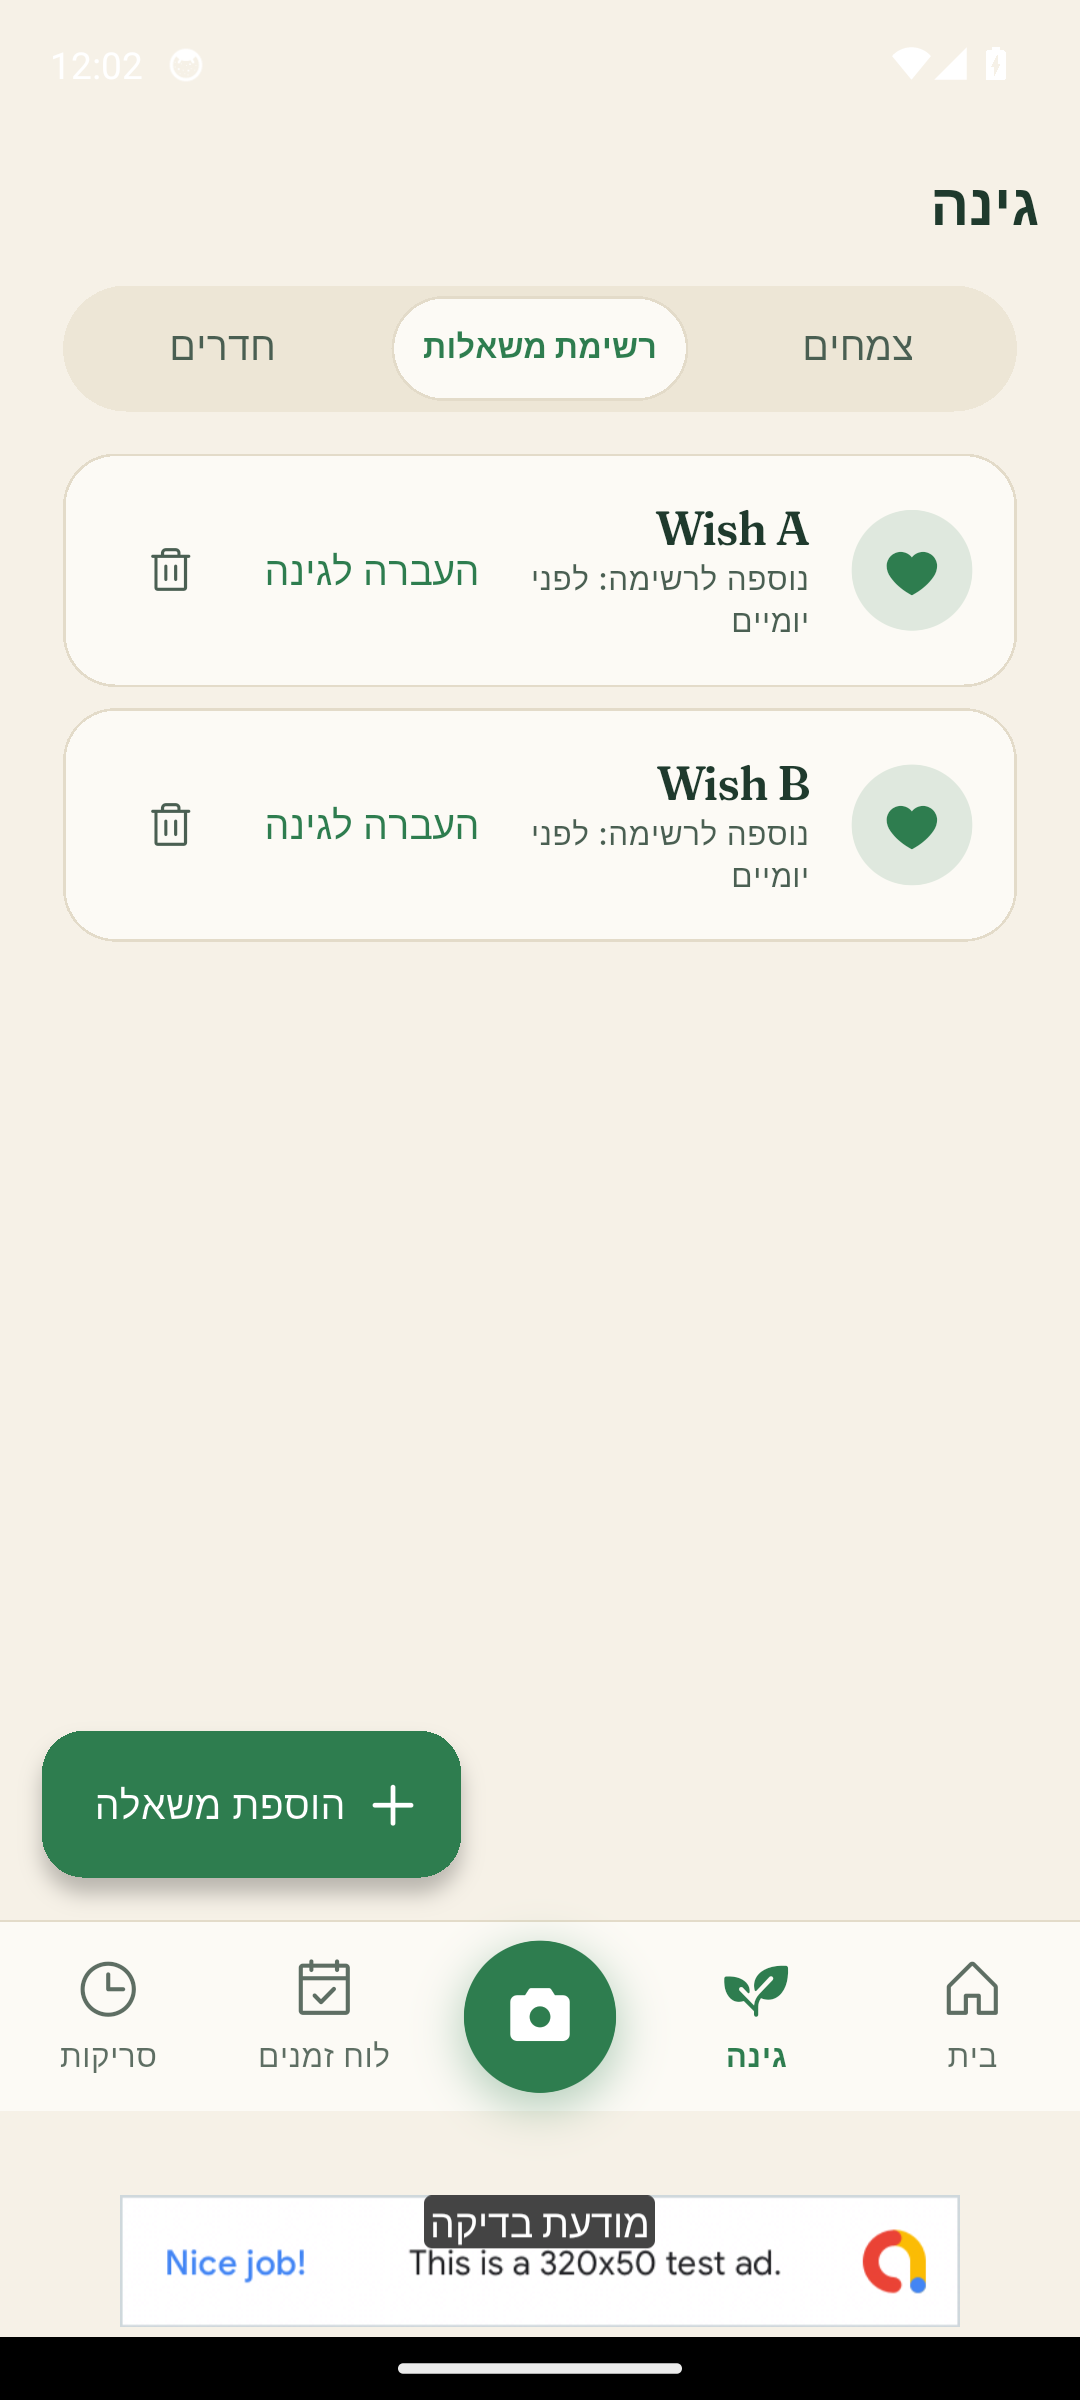 12:02
גינה
צמחים
רשימת משאלות
חדרים
Wish A
נוספה לרשימה: לפני
יומיים
העברה לגינה
Wish B
נוספה לרשימה: לפני
יומיים
העברה לגינה
הוספת משאלה
בית
גינה
לוח זמנים
סריקות
מודעת בדיקה
Nice job!
This is a 320x50 test ad.